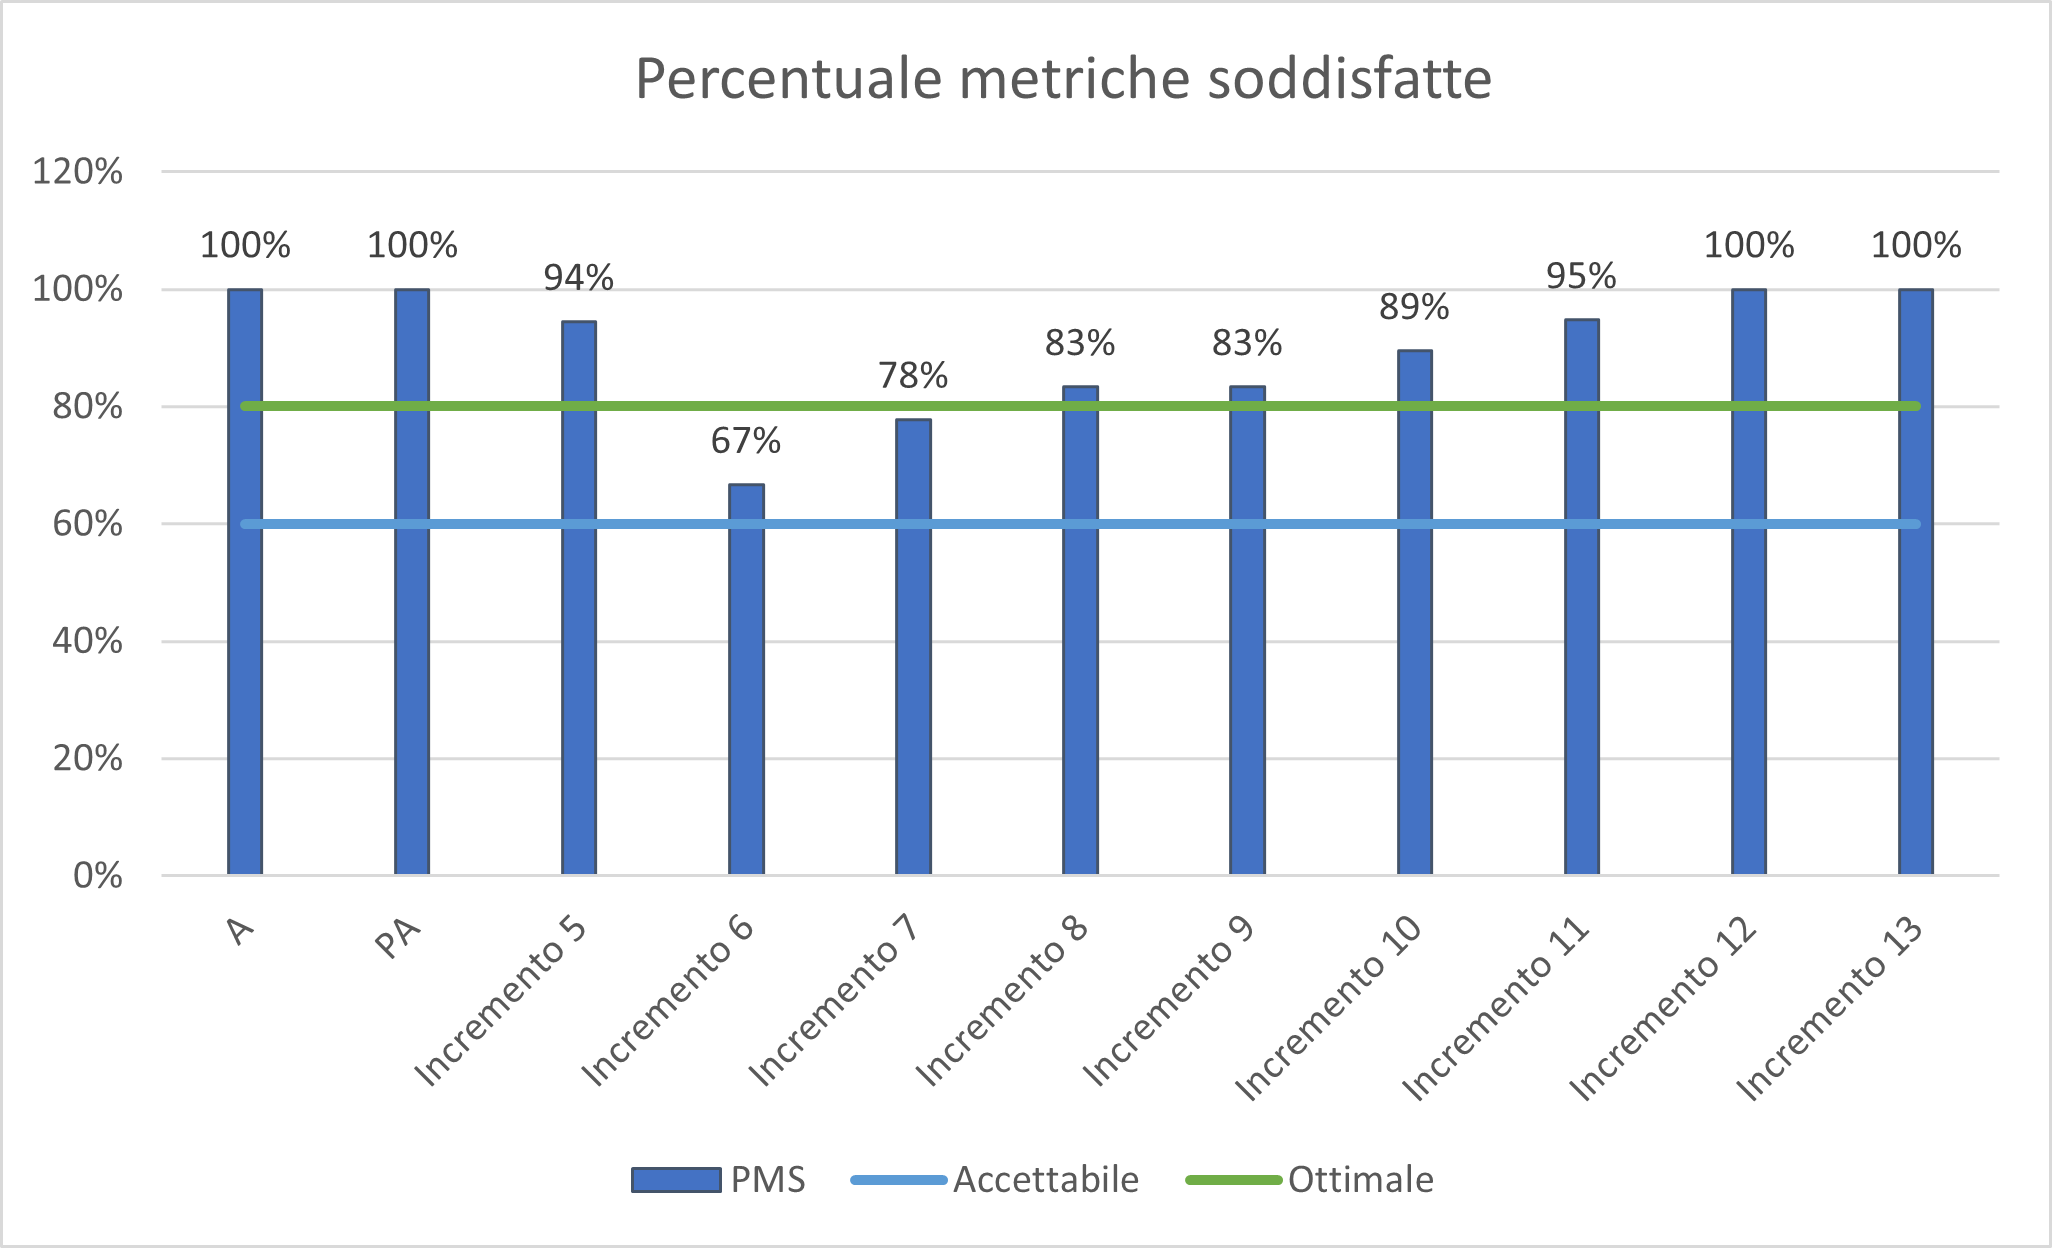 Percentuale metriche soddisfatte
120%
100%
80%
60%
40%
20%
0%
100%
100%
94%
67%
78%
83%
83%
89%
95%
100%
100%
A
PA
Incremento 5
Incremento 6
Incremento 7
Incremento 8
Incremento 9
Incremento 10
Incremento 11
Incremento 12
Incremento 13
PMS
Accettabile
Ottimale